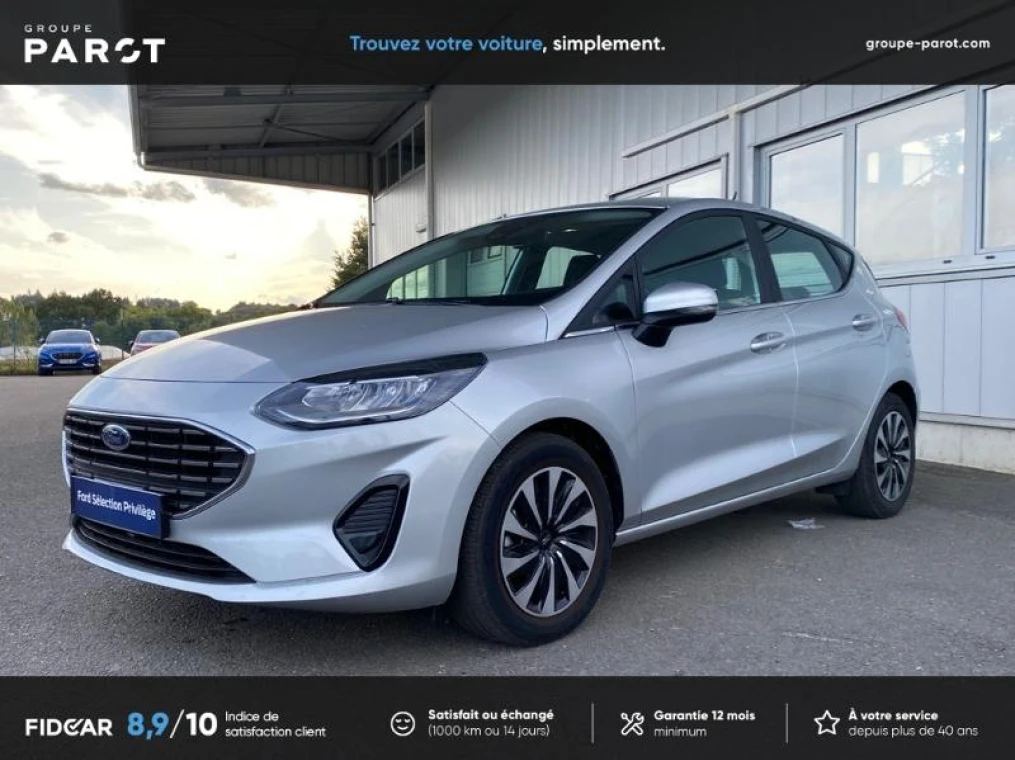 GROUPE
PAROT
Trouvez votre voiture, simplement.
groupe-parot.com
Ford
Ford Sélection Privilège
FIDCAR 8,9/10 Indice de
satisfaction client
Satisfait ou échangé
(1000 km ou 14 jours)
Garantie 12 mois
minimum
À votre service
depuis plus de 40 ans